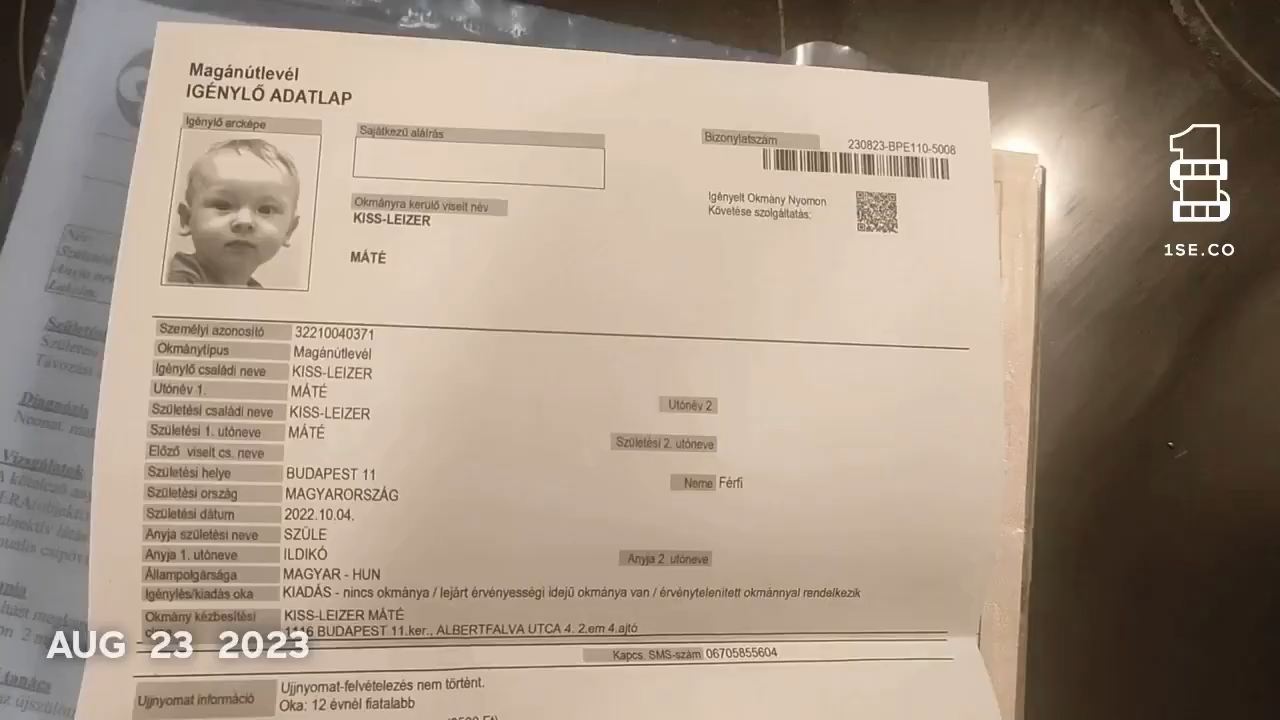 Magánútlevél
IGÉNYLŐ ADATLAP
Igénylő arcképe
Sajátkezű aláírás
Bizonylatszám
230823-BPE110-5008
Igényelt Okmány Nyomon
Követése szolgáltatás:
Okmányra kerülő viselt név
KISS-LEIZER
MÁTÉ
1SE.CO
Személyi azonosító 32210040371
Okmánytípus Magánútlevél
Igénylő családi neve KISS-LEIZER
Utónév 1. MÁTÉ Utónév 2
Születési családi neve KISS-LEIZER
Születési 1. utóneve MÁTÉ Születési 2. utóneve
Előző viselt cs. neve
Születési helye BUDAPEST 11 Neme Férfi
Születési ország MAGYARORSZÁG
Születési dátum 2022.10.04.
Anyja születési neve SZÜLE
Anyja 1. utóneve ILDIKÓ Anyja 2. utóneve
Állampolgársága MAGYAR - HUN
Igénylés/kiadás oka KIADÁS - nincs okmánya / lejárt érvényességi idejű okmánya van / érvénytelenített okmánnyal rendelkezik
Okmány kézbesítési KISS-LEIZER MÁTÉ
1116 BUDAPEST 11.ker., ALBERTFALVA UTCA 4. 2.em 4.ajtó
AUG 23 2023
Kapcs. SMS-szám 06705855604
Ujjnyomat információ Ujjnyomat-felvételezés nem történt.
Oka: 12 évnél fiatalabb